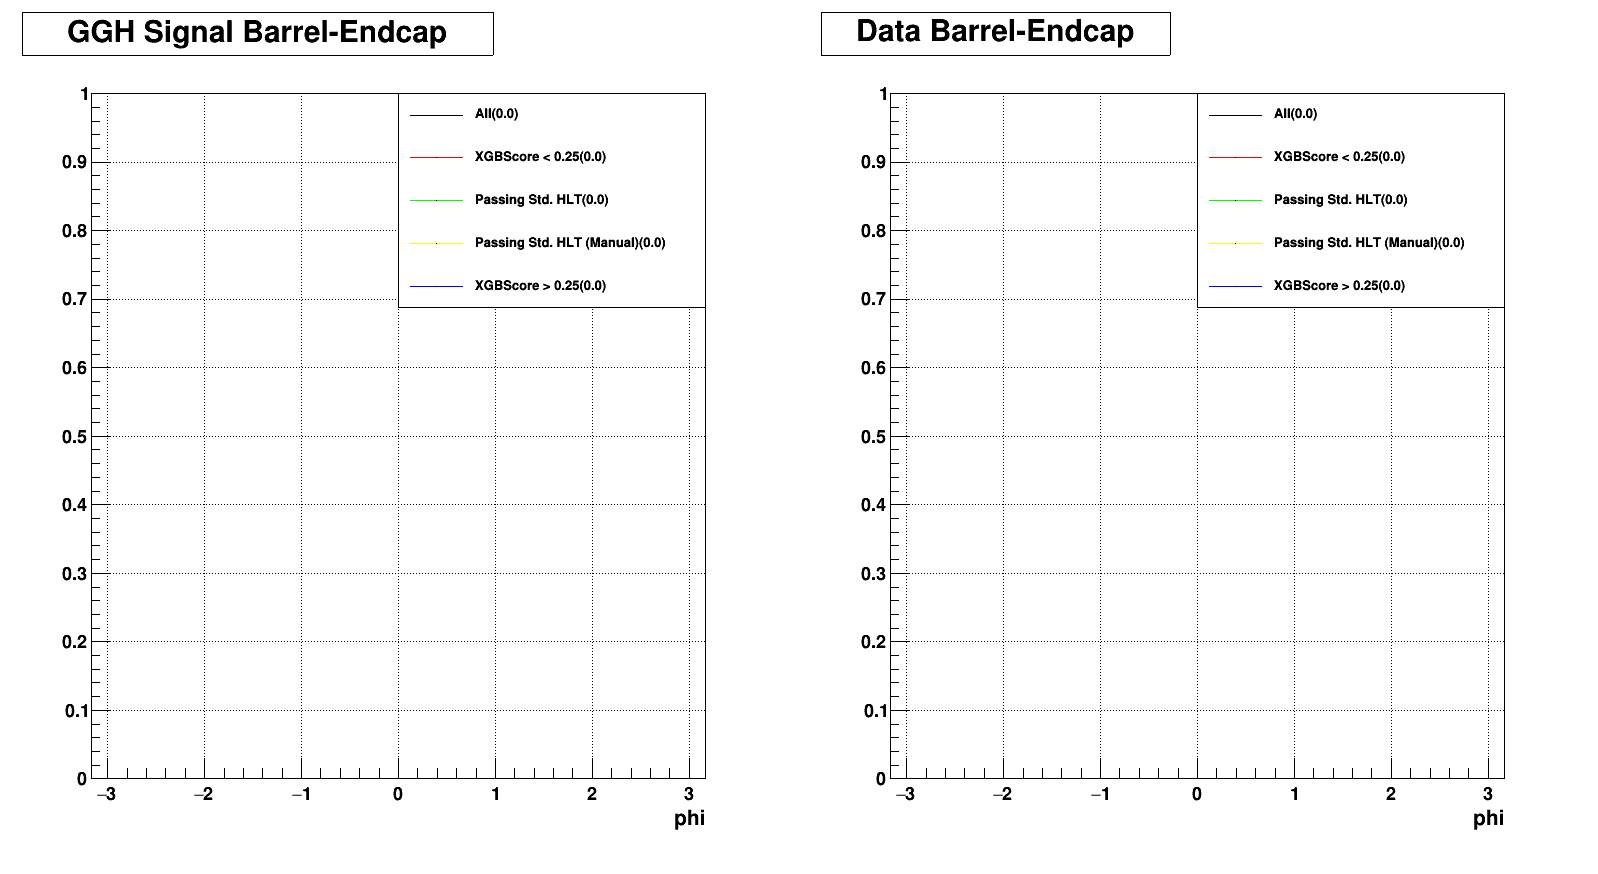 GGH Signal Barrel-Endcap
1
0.9
0.8
0.7
0.6
0.5
0.4
0.3
0.2
0.1
0
−3
−2
−1
0
1
2
3
phi
All(0.0)
XGBScore < 0.25(0.0)
Passing Std. HLT(0.0)
Passing Std. HLT (Manual)(0.0)
XGBScore > 0.25(0.0)
Data Barrel-Endcap
1
0.9
0.8
0.7
0.6
0.5
0.4
0.3
0.2
0.1
0
−3
−2
−1
0
1
2
3
phi
All(0.0)
XGBScore < 0.25(0.0)
Passing Std. HLT(0.0)
Passing Std. HLT (Manual)(0.0)
XGBScore > 0.25(0.0)